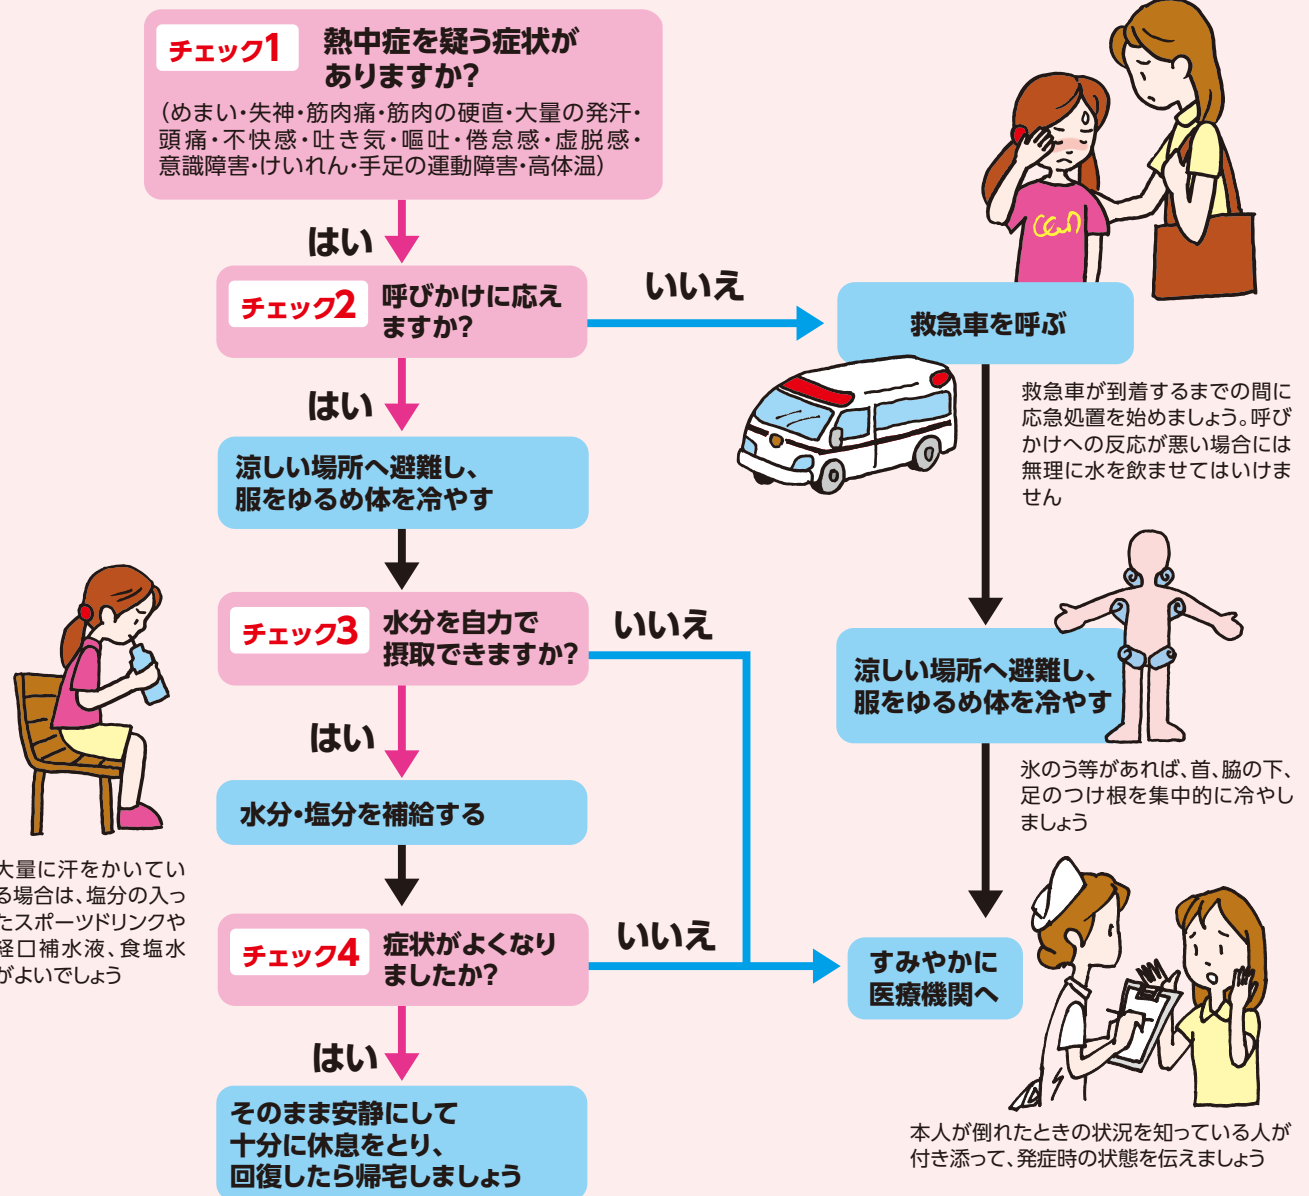 チェック1
熱中症を疑う症状が
ありますか?
(めまい・失神・筋肉痛・筋肉の硬直・大量の発汗・
頭痛・不快感・吐き気・嘔吐・倦怠感・虚脱感・
意識障害・けいれん・手足の運動障害・高体温)
はい
チェック2
呼びかけに応え
ますか?
いいえ
救急車を呼ぶ
救急車が到着するまでの間に
応急処置を始めましょう。呼び
かけへの反応が悪い場合には
無理に水を飲ませてはいけま
せん
はい
涼しい場所へ避難し、
服をゆるめ体を冷やす
チェック3
水分を自力で
摂取できますか?
いいえ
涼しい場所へ避難し、
服をゆるめ体を冷やす
氷のう等があれば、首、脇の下、
足のつけ根を集中的に冷やし
ましょう
はい
水分・塩分を補給する
大量に汗をかいてい
る場合は、塩分の入っ
たスポーツドリンクや
経口補水液、食塩水
がよいでしょう
チェック4
症状がよくなり
ましたか?
いいえ
すみやかに
医療機関へ
本人が倒れたときの状況を知っている人が
付き添って、発症時の状態を伝えましょう
はい
そのまま安静にして
十分に休息をとり、
回復したら帰宅しましょう